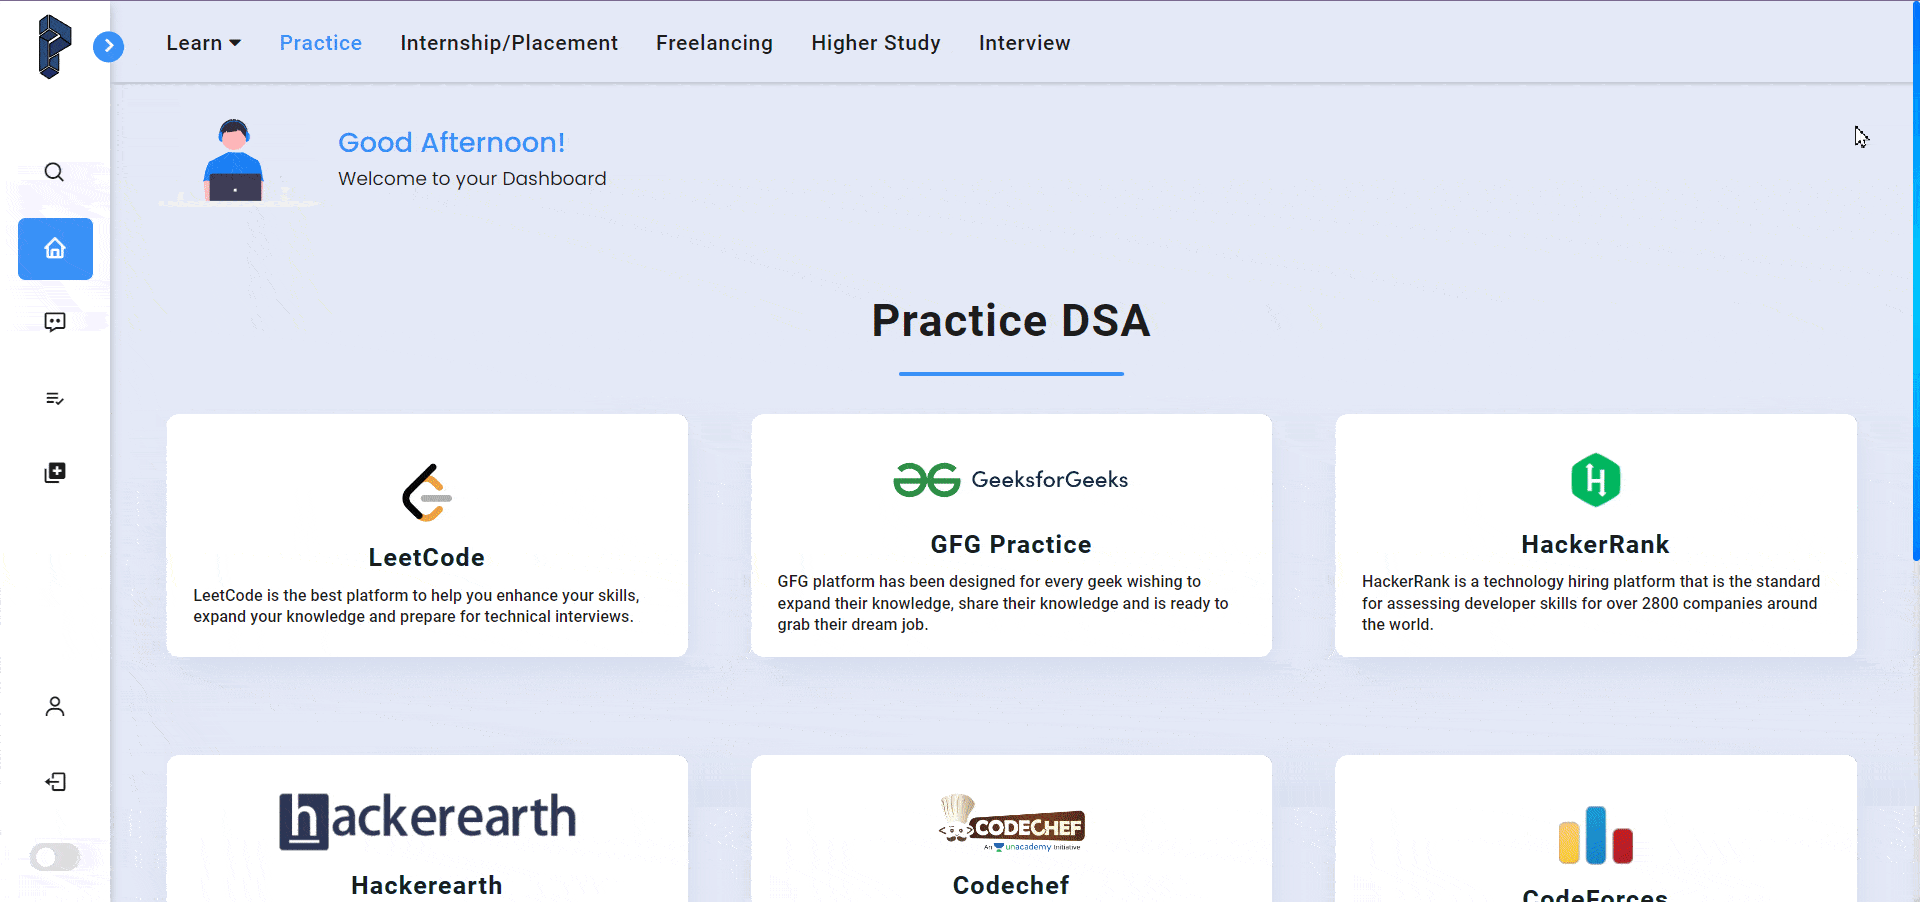 Learn Practice Internship/Placement Freelancing Higher Study Interview
Good Afternoon!
Welcome to your Dashboard
Practice DSA
LeetCode
LeetCode is the best platform to help you enhance your skills,
expand your knowledge and prepare for technical interviews.
GeeksforGeeks
GFG Practice
GFG platform has been designed for every geek wishing to
expand their knowledge, share their knowledge and is ready to
grab their dream job.
HackerRank
HackerRank is a technology hiring platform that is the standard
for assessing developer skills for over 2800 companies around
the world.
hackerearth
Hackerearth
CODECHEF
An unacademy Initiative
Codechef
CodeForces